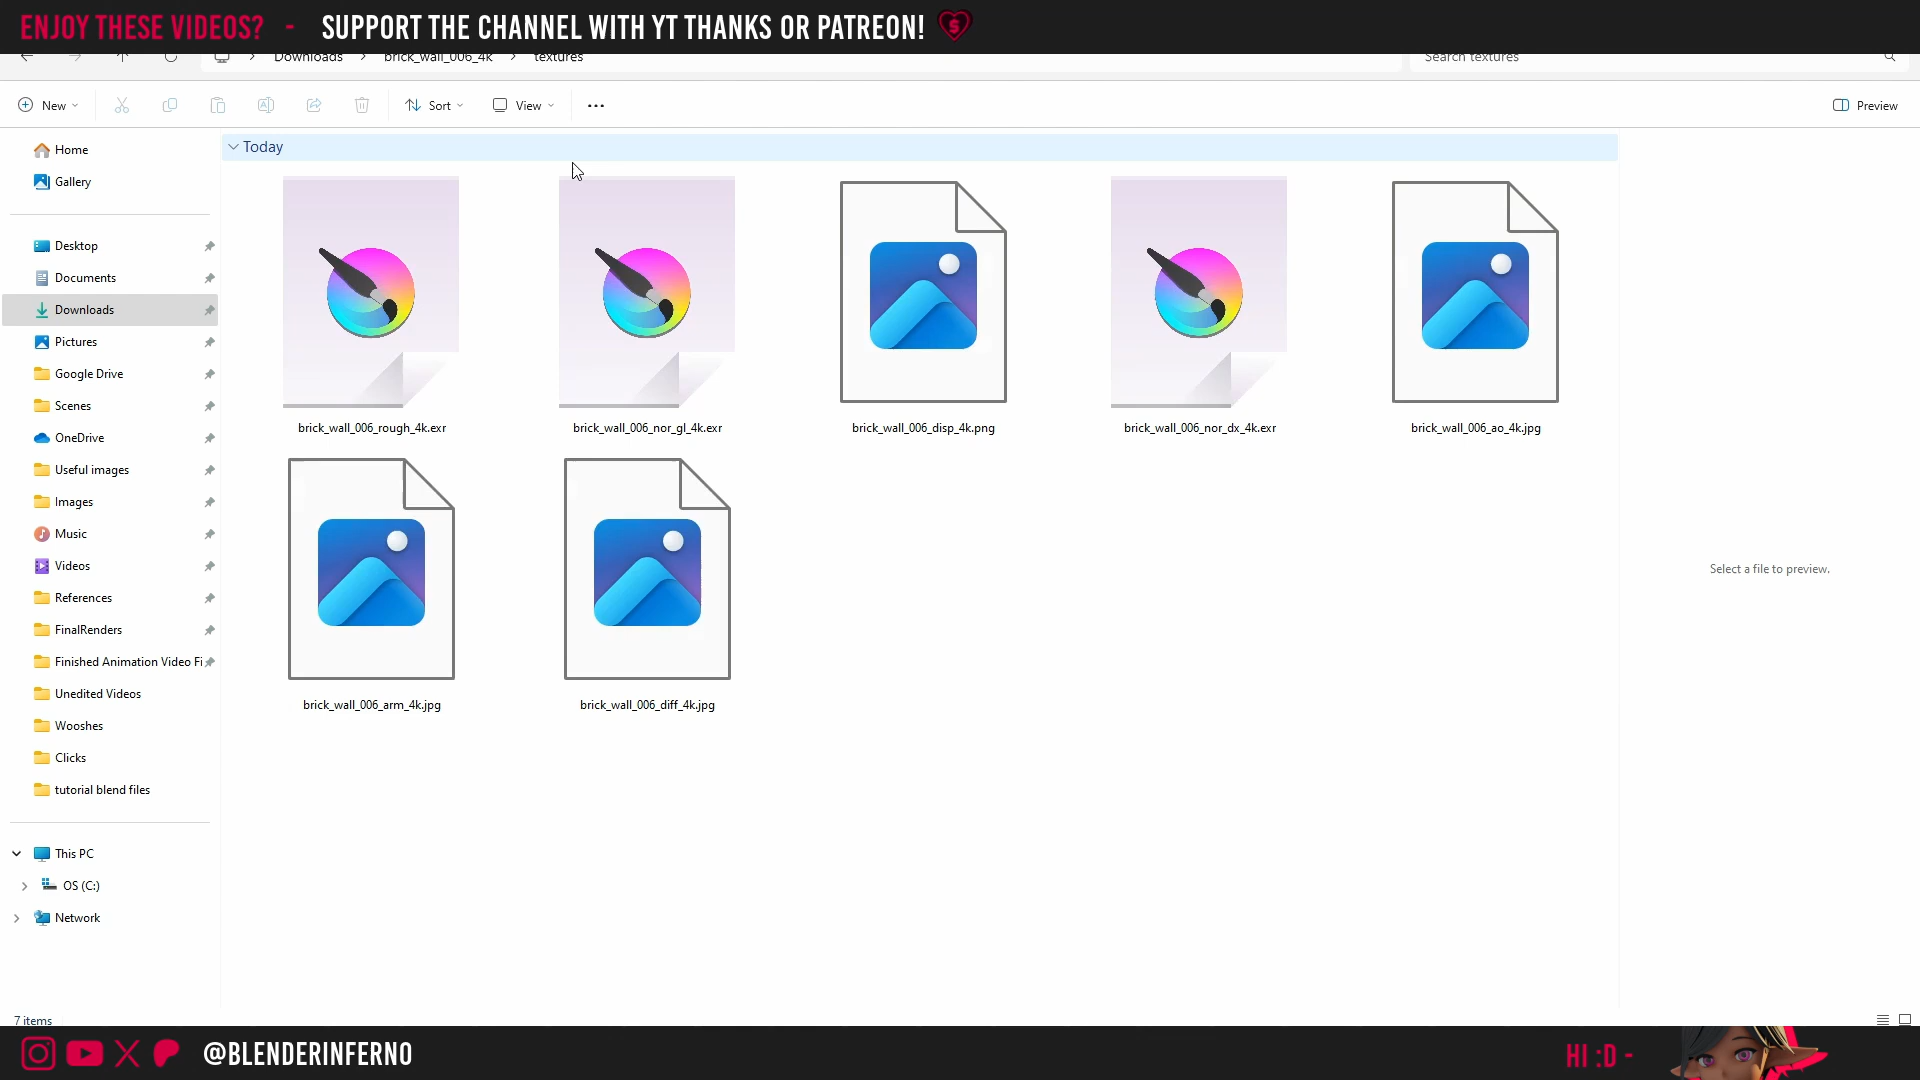 ENJOY THESE VIDEOS? - SUPPORT THE CHANNEL WITH YT THANKS OR PATREON!
Downloads > brick_wall_006_4k > textures
Search textures
New
Sort
View
Preview
Home
Gallery
Desktop
Documents
Downloads
Pictures
Google Drive
Scenes
OneDrive
Useful images
Images
Music
Videos
References
FinalRenders
Finished Animation Video Fi
Unedited Videos
Wooshes
Clicks
tutorial blend files
This PC
OS (C:)
Network
Today
brick_wall_006_rough_4k.exr
brick_wall_006_nor_gl_4k.exr
brick_wall_006_disp_4k.png
brick_wall_006_nor_dx_4k.exr
brick_wall_006_ao_4k.jpg
brick_wall_006_arm_4k.jpg
brick_wall_006_diff_4k.jpg
Select a file to preview.
7 items
@BLENDERINFERNO
HI :D -